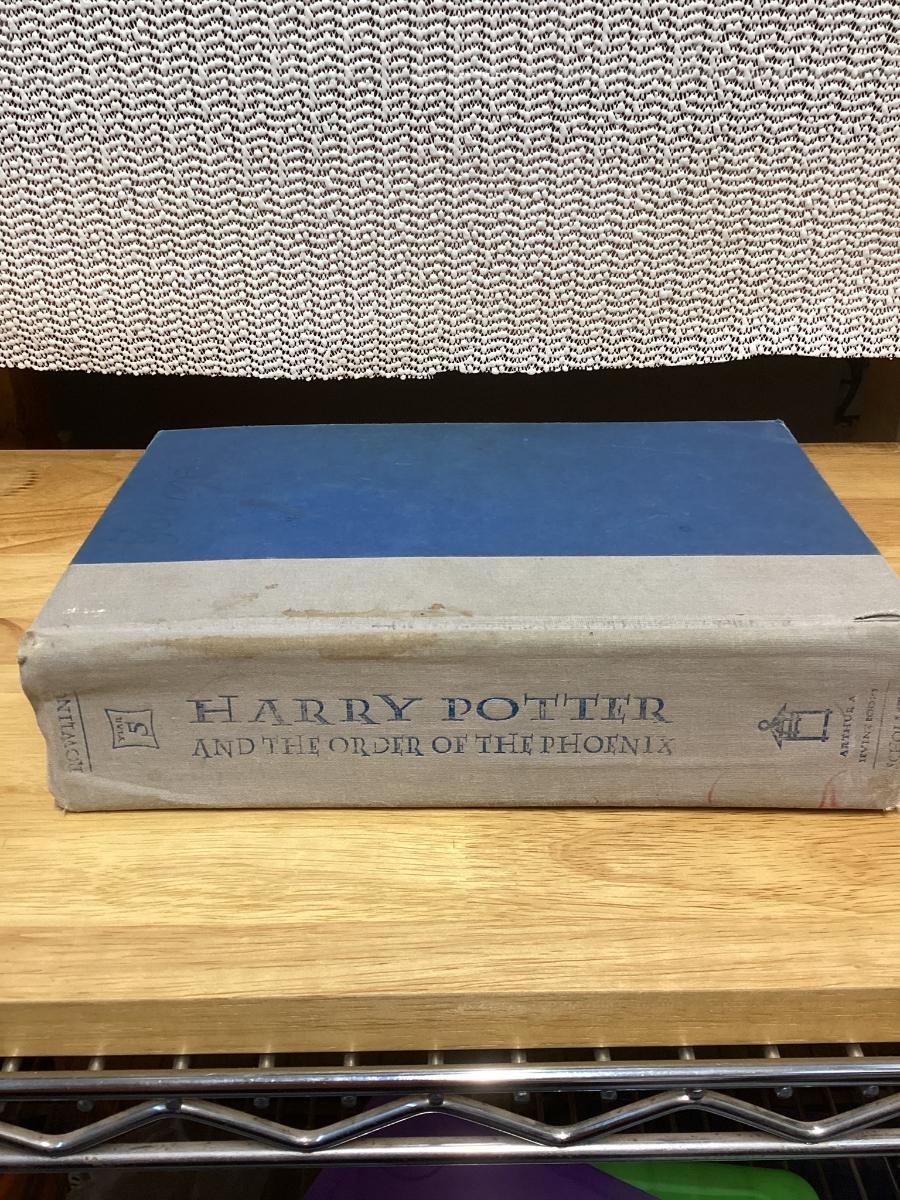 ROWLING
YEAR
5
HARRY POTTER
AND THE ORDER OF THE PHOENIX
ARTHUR A
LEVINE BOOKS